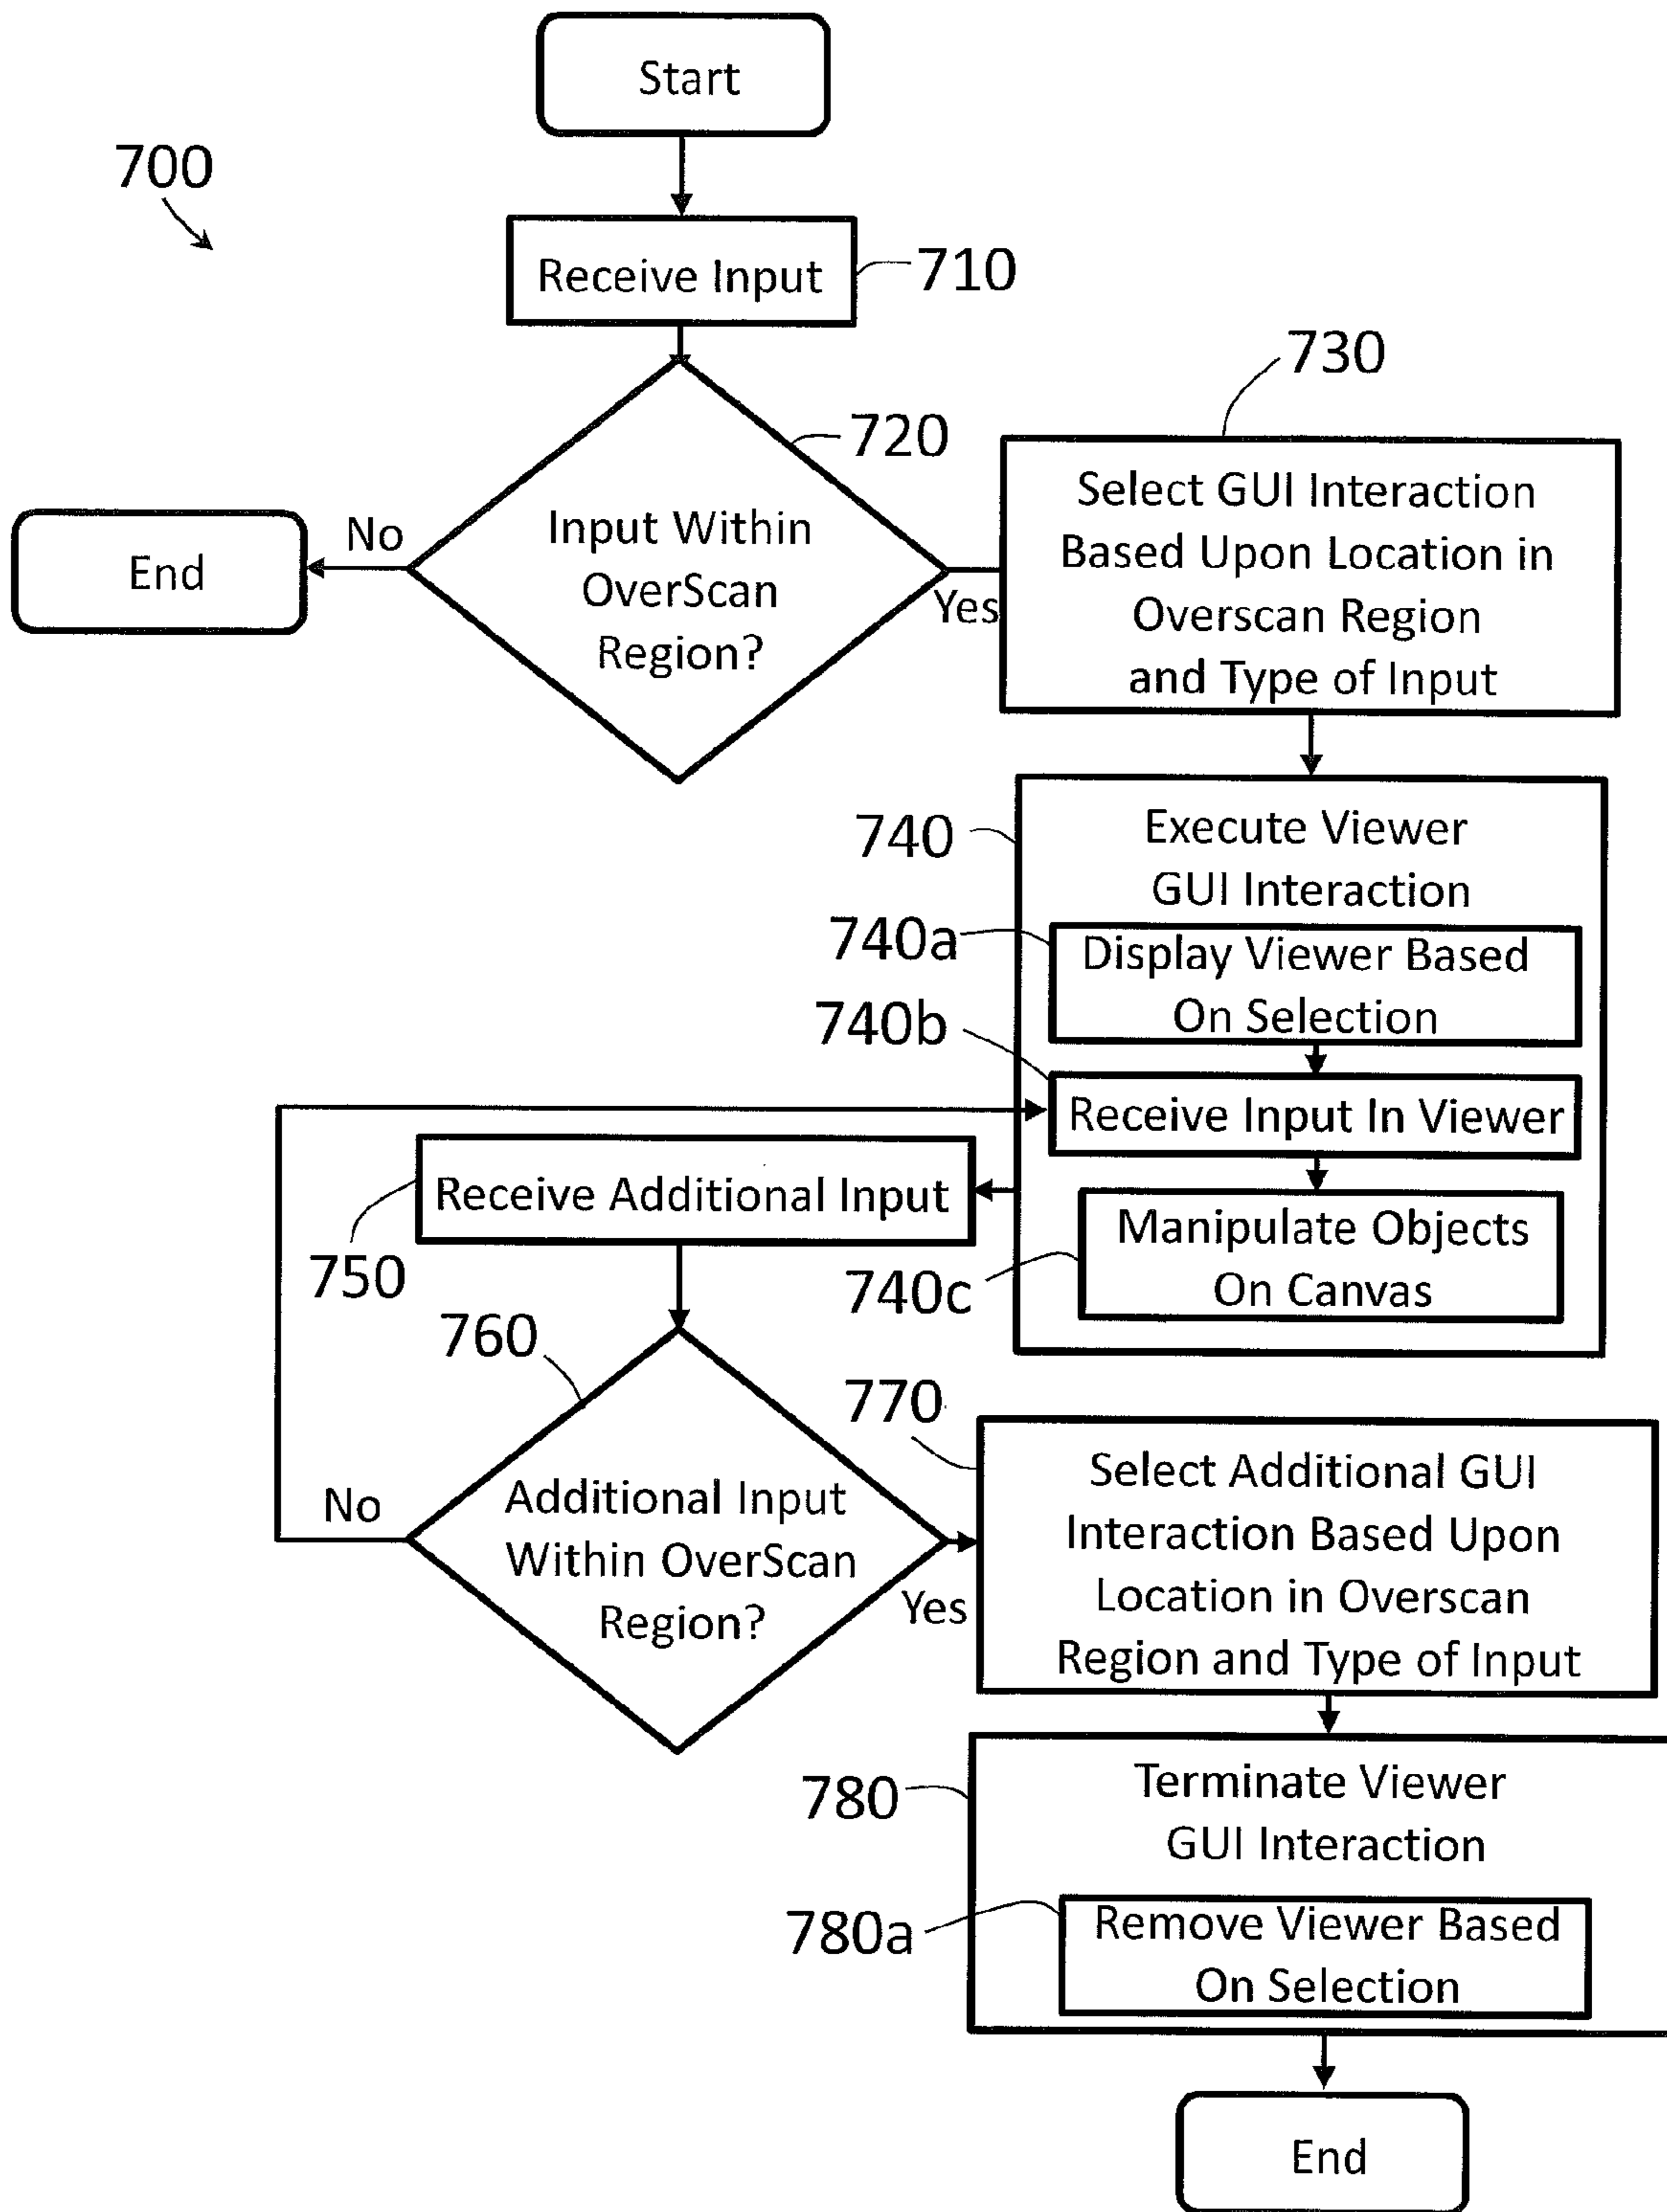 Start
700
Receive Input
710
730
720
Select GUI Interaction
Based Upon Location in
Overscan Region
and Type of Input
No
Input Within
OverScan
Region?
Yes
End
740
Execute Viewer
GUI Interaction
740a
Display Viewer Based
On Selection
740b
Receive Input In Viewer
Receive Additional Input
750
Manipulate Objects
On Canvas
740c
760
770
No
Additional Input
Within OverScan
Region?
Yes
Select Additional GUI
Interaction Based Upon
Location in Overscan
Region and Type of Input
780
Terminate Viewer
GUI Interaction
780a
Remove Viewer Based
On Selection
End